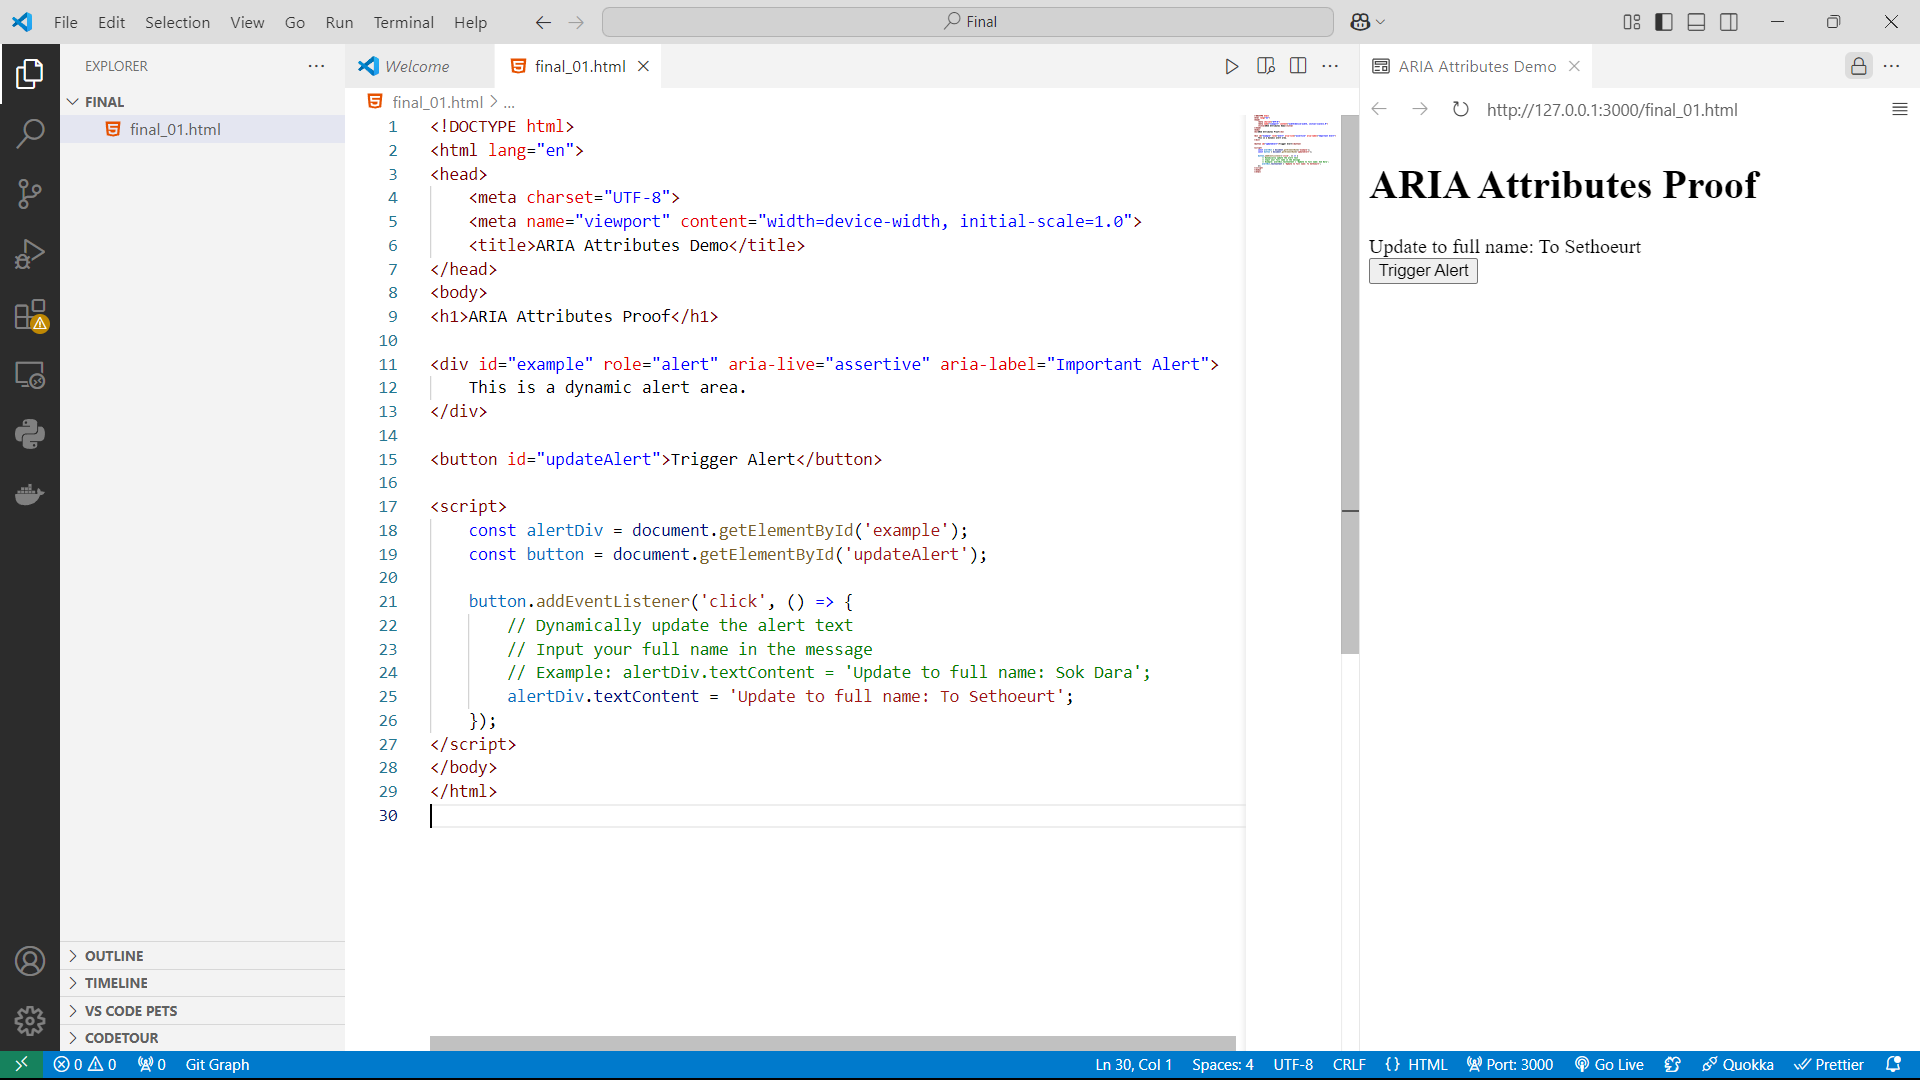 File Edit Selection View Go Run Terminal Help
Final
EXPLORER
FINAL
final_01.html
OUTLINE
TIMELINE
VS CODE PETS
CODETOUR
Welcome
final_01.html
final_01.html > ...
1 <!DOCTYPE html>
2 <html lang="en">
3 <head>
4     <meta charset="UTF-8">
5     <meta name="viewport" content="width=device-width, initial-scale=1.0">
6     <title>ARIA Attributes Demo</title>
7 </head>
8 <body>
9 <h1>ARIA Attributes Proof</h1>
10
11 <div id="example" role="alert" aria-live="assertive" aria-label="Important Alert">
12     This is a dynamic alert area.
13 </div>
14
15 <button id="updateAlert">Trigger Alert</button>
16
17 <script>
18     const alertDiv = document.getElementById('example');
19     const button = document.getElementById('updateAlert');
20
21     button.addEventListener('click', () => {
22         // Dynamically update the alert text
23         // Input your full name in the message
24         // Example: alertDiv.textContent = 'Update to full name: Sok Dara';
25         alertDiv.textContent = 'Update to full name: To Sethoeurt';
26     });
27 </script>
28 </body>
29 </html>
30
ARIA Attributes Demo
http://127.0.0.1:3000/final_01.html
ARIA Attributes Proof
Update to full name: To Sethoeurt
Trigger Alert
0 0 0 Git Graph
Ln 30, Col 1 Spaces: 4 UTF-8 CRLF {} HTML Port: 3000 Go Live Quokka Prettier